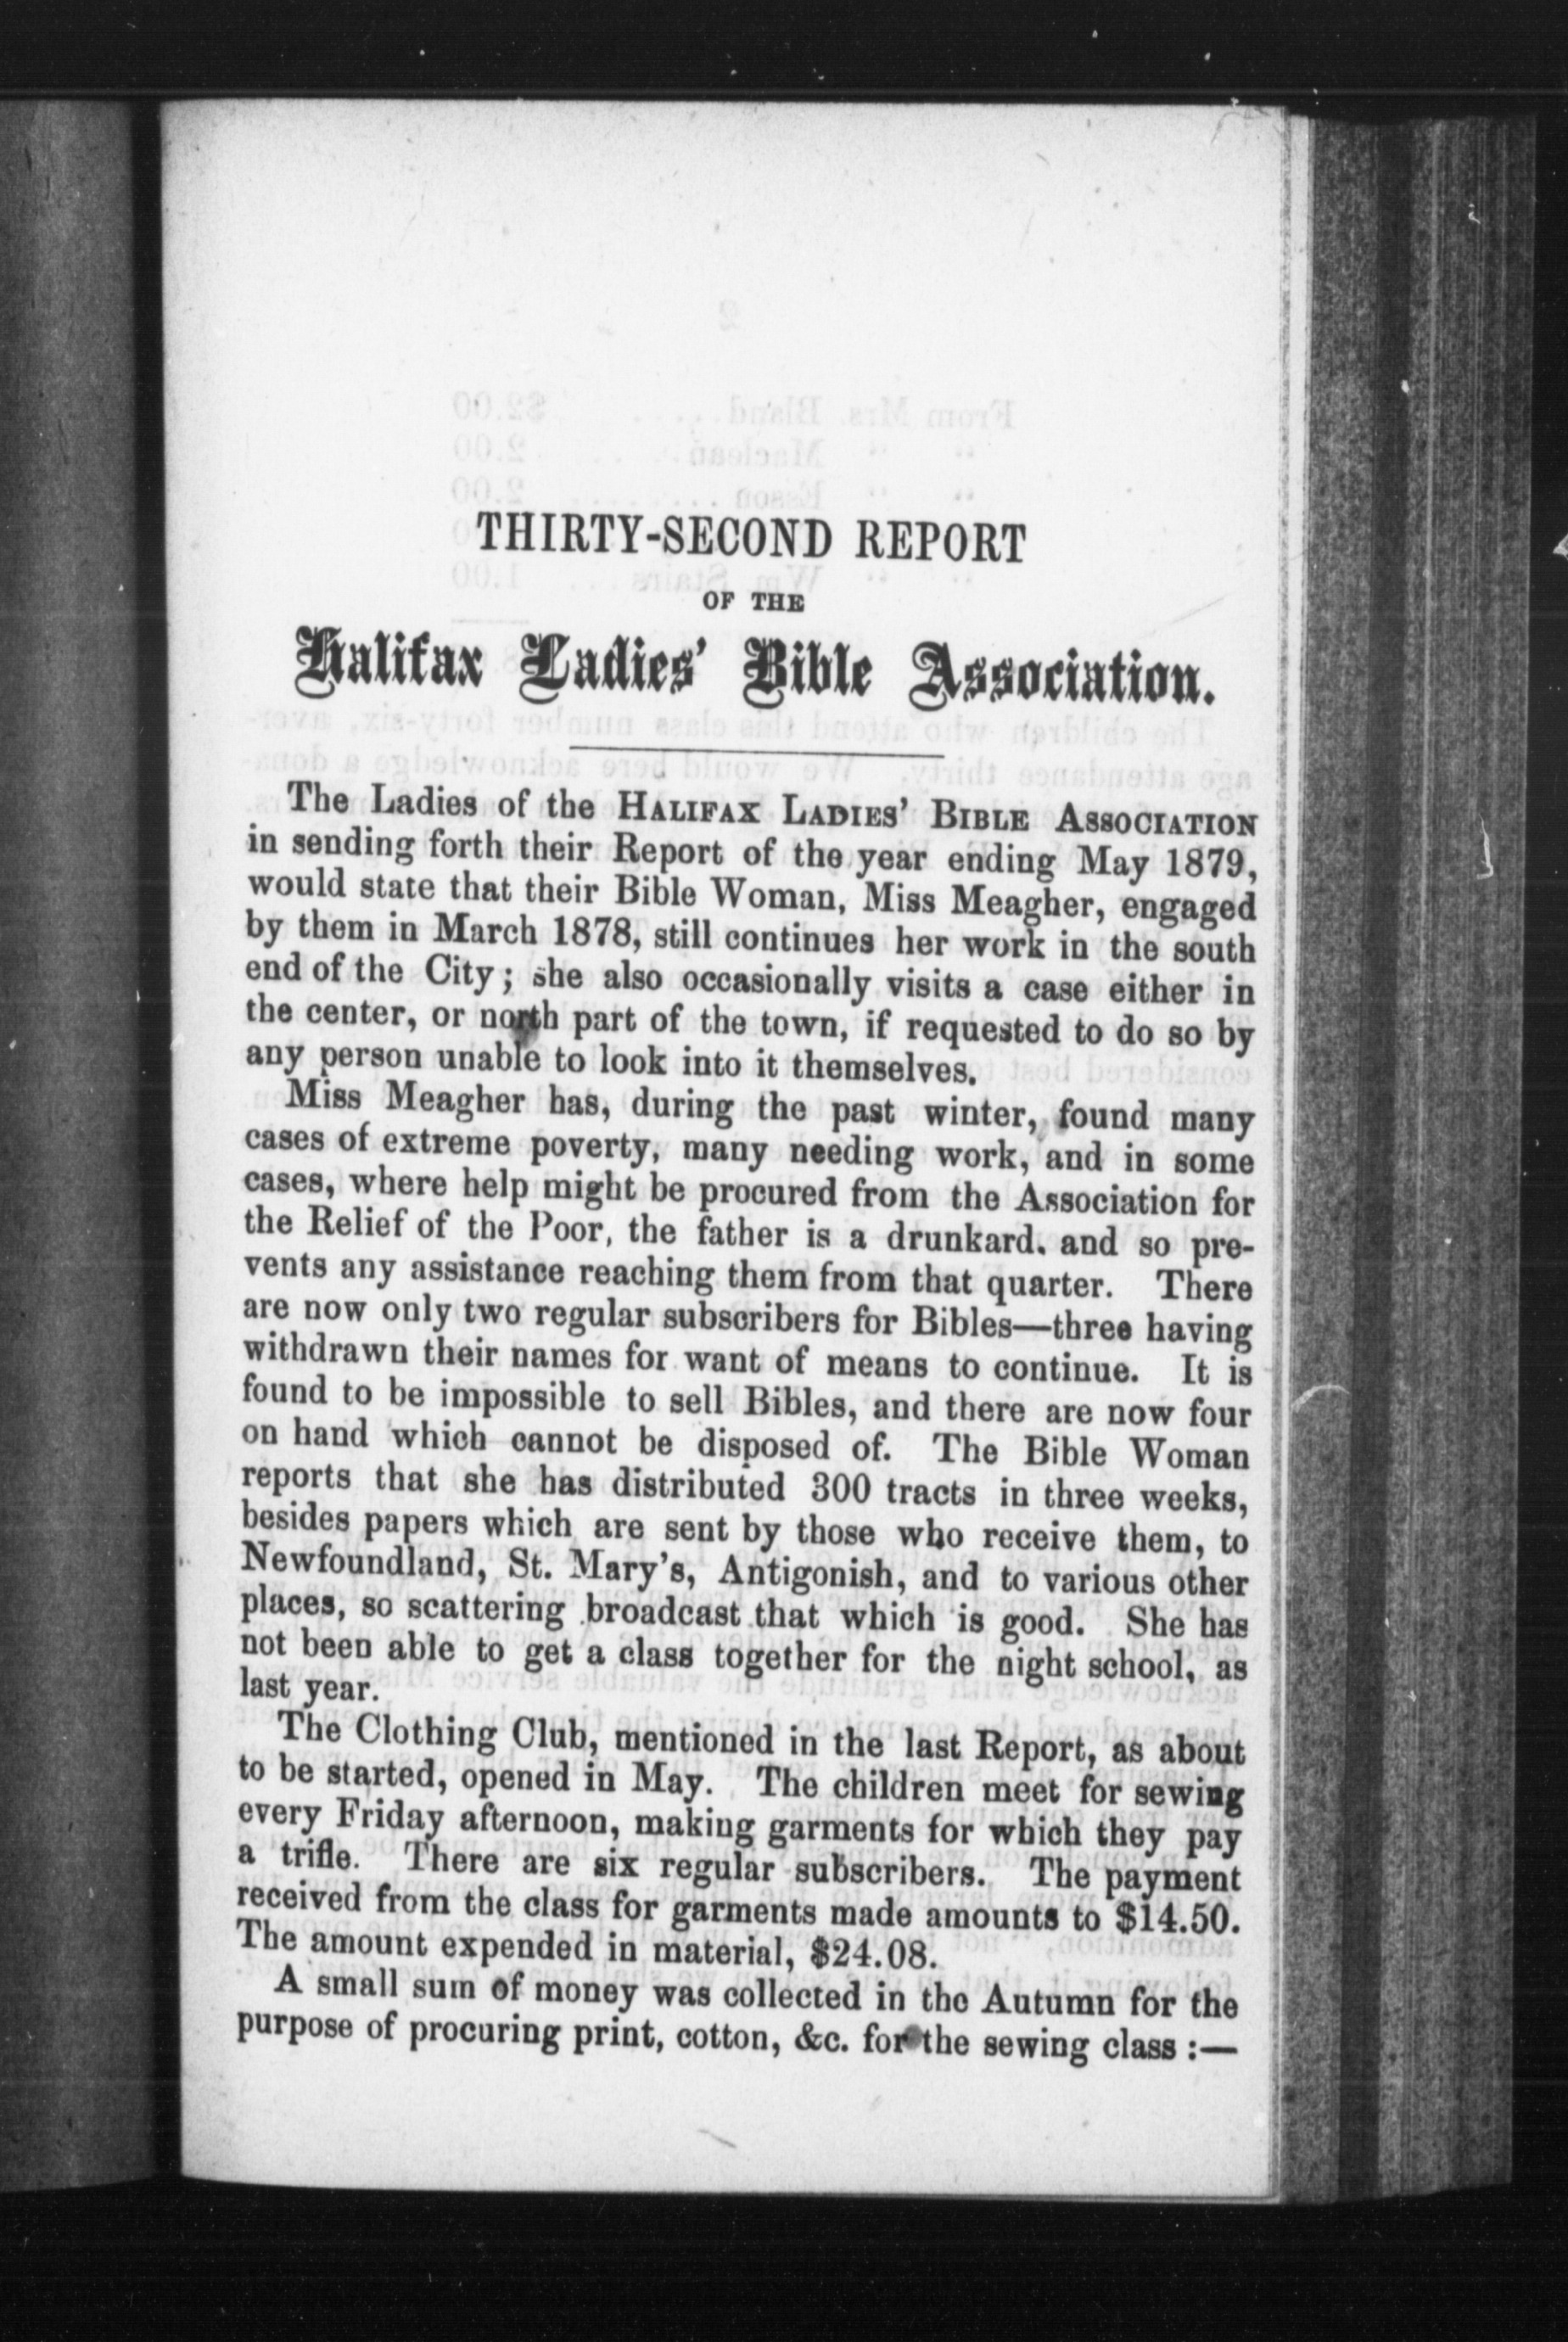 THIRTY-SECOND REPORT
OF THE
Halifax Ladies' Bible Association.
The Ladies of the HALIFAX LADIES' BIBLE ASSOCIATION
in sending forth their Report of the year ending May 1879,
would state that their Bible Woman, Miss Meagher, engaged
by them in March 1878, still continues her work in the south
end of the City; she also occasionally visits a case either in
the center, or north part of the town, if requested to do so by
any person unable to look into it themselves.
Miss Meagher has, during the past winter, found many
cases of extreme poverty, many needing work, and in some
cases, where help might be procured from the Association for
the Relief of the Poor, the father is a drunkard, and so pre-
vents any assistance reaching them from that quarter. There
are now only two regular subscribers for Bibles—three having
withdrawn their names for want of means to continue. It is
found to be impossible to sell Bibles, and there are now four
on hand which cannot be disposed of. The Bible Woman
reports that she has distributed 300 tracts in three weeks,
besides papers which are sent by those who receive them, to
Newfoundland, St. Mary's, Antigonish, and to various other
places, so scattering broadcast that which is good. She has
not been able to get a class together for the night school, as
last year.
The Clothing Club, mentioned in the last Report, as about
to be started, opened in May. The children meet for sewing
every Friday afternoon, making garments for which they pay
a trifle. There are six regular subscribers. The payment
received from the class for garments made amounts to $14.50.
The amount expended in material, $24.08.
A small sum of money was collected in the Autumn for the
purpose of procuring print, cotton, &c. for the sewing class :—